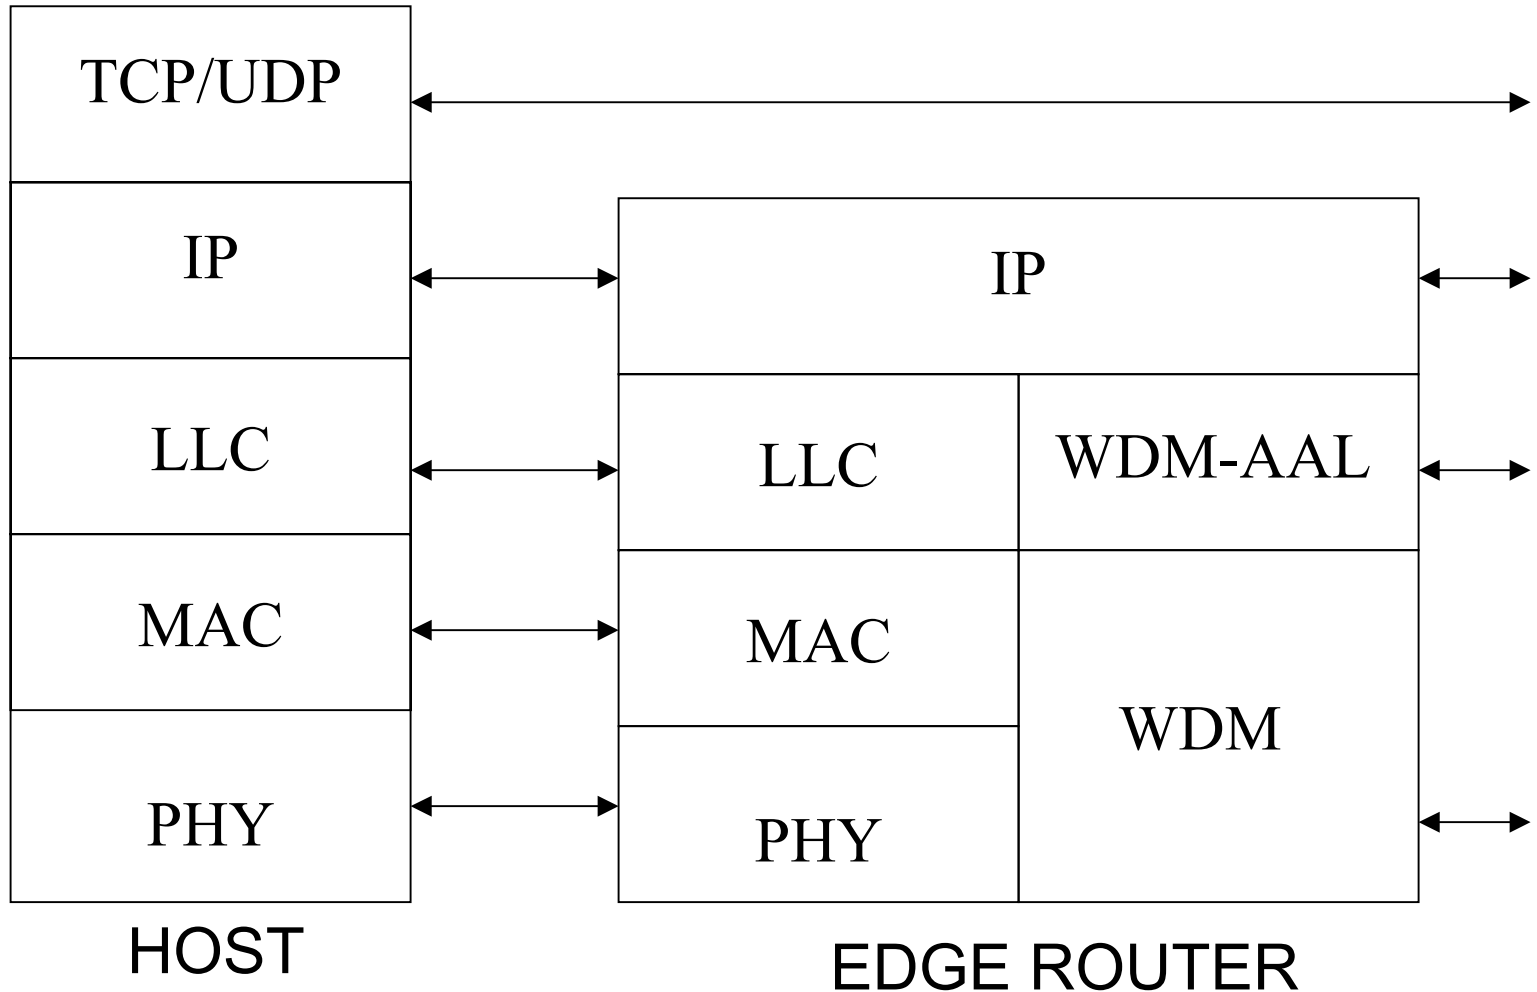 TCP/UDP
IP
LLC
MAC
PHY
HOST
IP
LLC
WDM-AAL
MAC
WDM
PHY
EDGE ROUTER